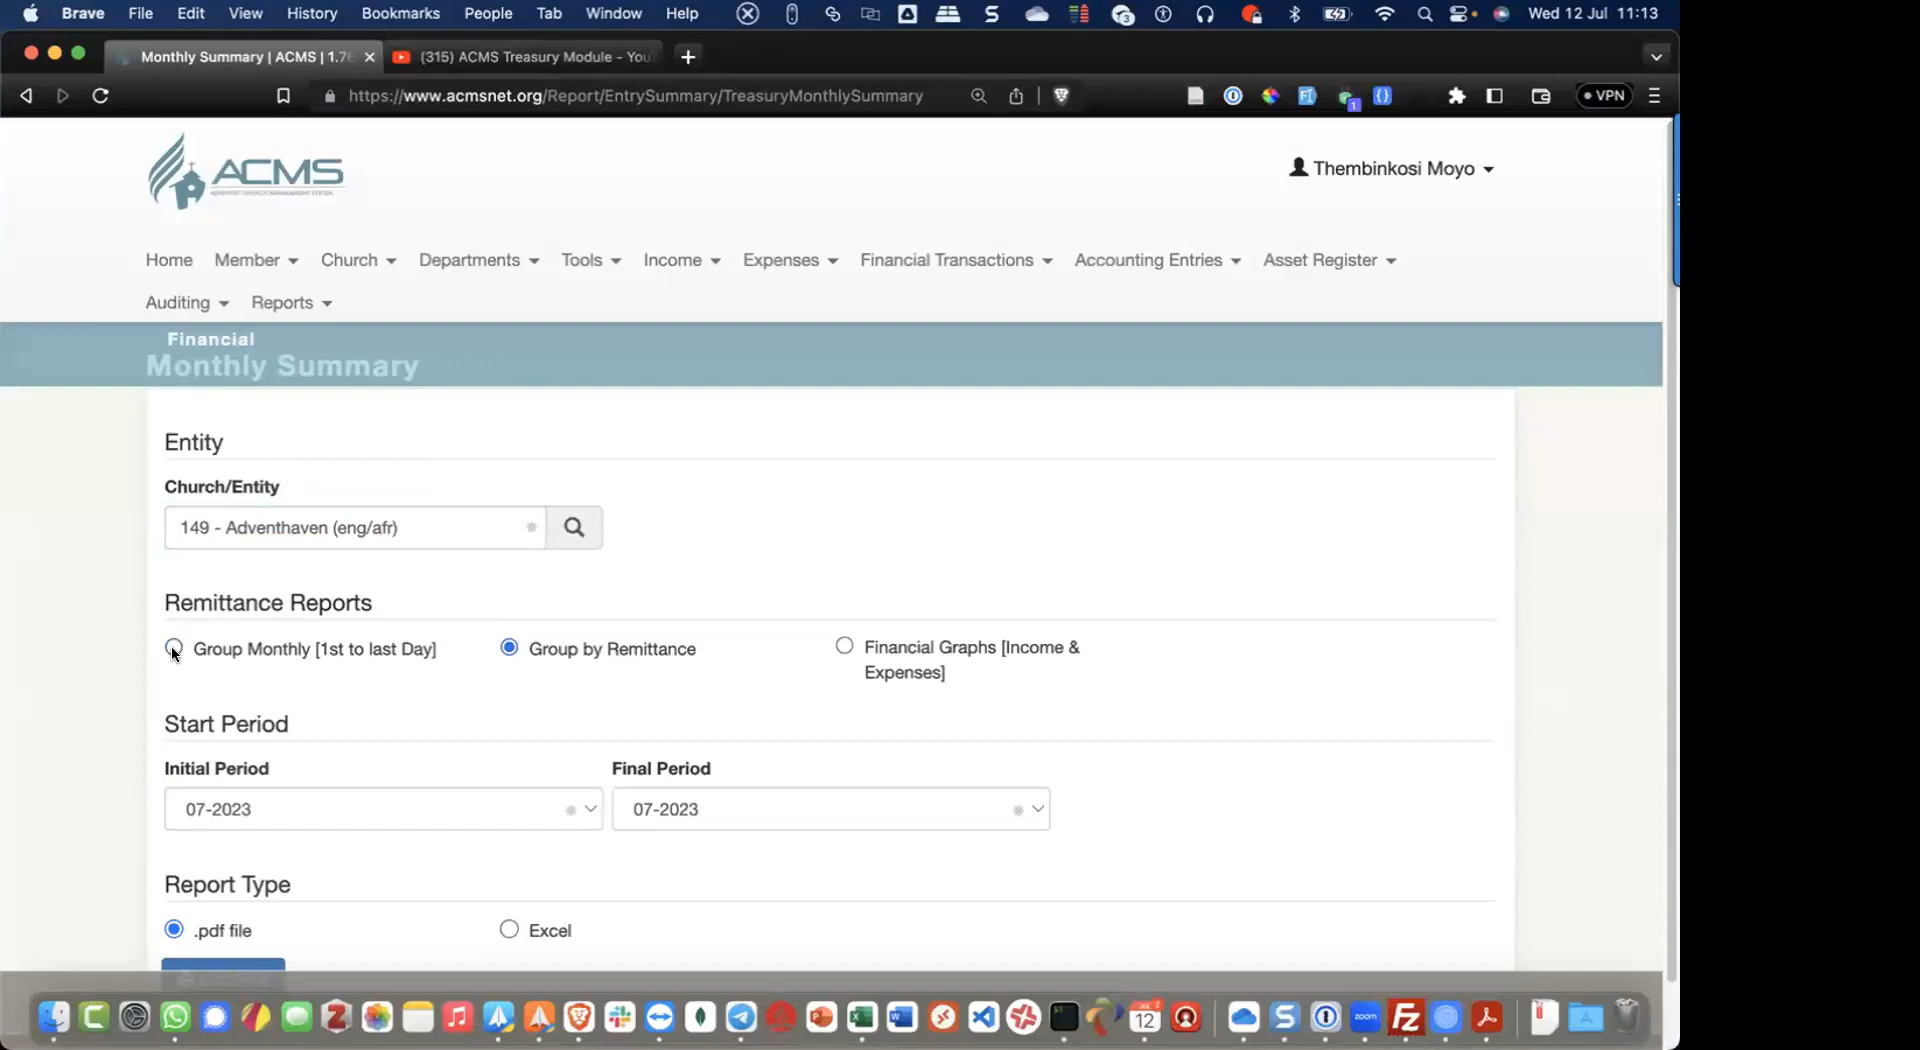 Brave File Edit View History Bookmarks People Tab Window Help Wed 12 Jul 11:13
Monthly Summary | ACMS | 1.7 (315) ACMS Treasury Module - You
https://www.acmsnet.org/Report/EntrySummary/TreasuryMonthlySummary VPN
ACMS
Thembinkosi Moyo
Home Member Church Departments Tools Income Expenses Financial Transactions Accounting Entries Asset Register
Auditing Reports
Financial
Monthly Summary
Entity
Church/Entity
149 - Adventhaven (eng/afr)
Remittance Reports
Group Monthly [1st to last Day] Group by Remittance Financial Graphs [Income &
Expenses]
Start Period
Initial Period Final Period
07-2023 07-2023
Report Type
.pdf file Excel
12 zoom Fz